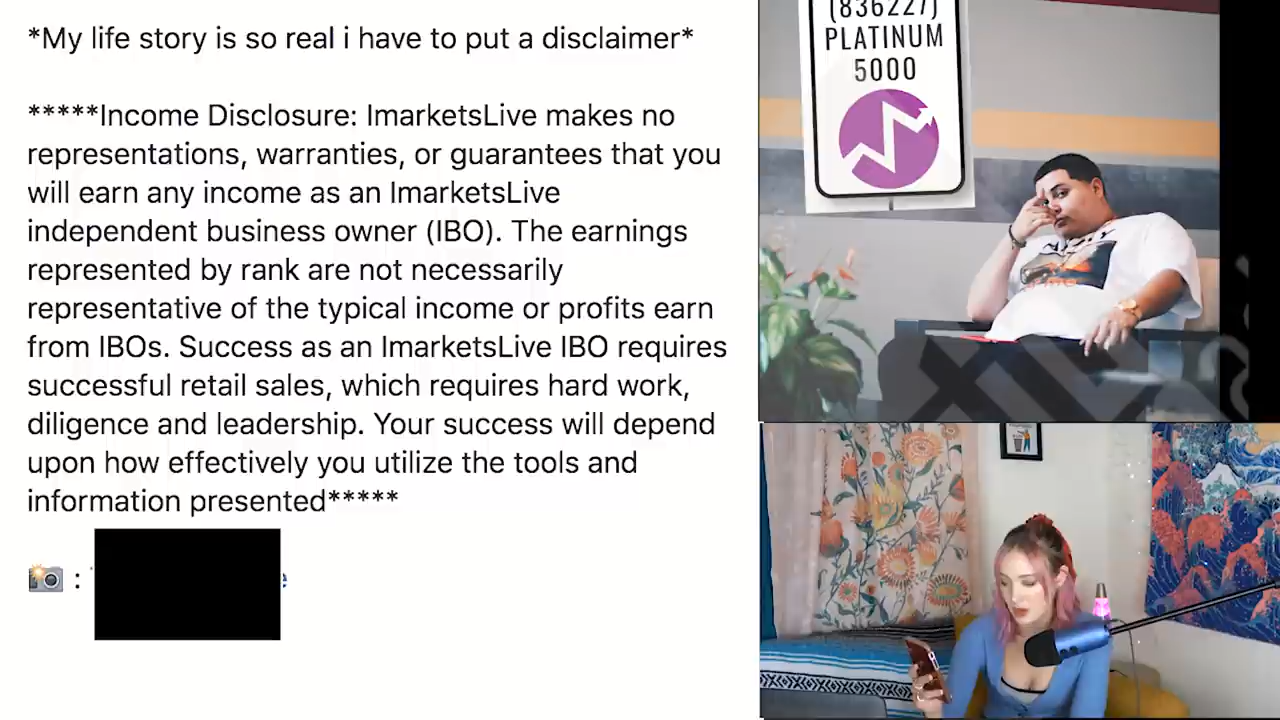 *My life story is so real i have to put a disclaimer*
*****Income Disclosure: ImarketsLive makes no
representations, warranties, or guarantees that you
will earn any income as an ImarketsLive
independent business owner (IBO). The earnings
represented by rank are not necessarily
representative of the typical income or profits earn
from IBOs. Success as an ImarketsLive IBO requires
successful retail sales, which requires hard work,
diligence and leadership. Your success will depend
upon how effectively you utilize the tools and
information presented*****
:
(836227)
PLATINUM
5000